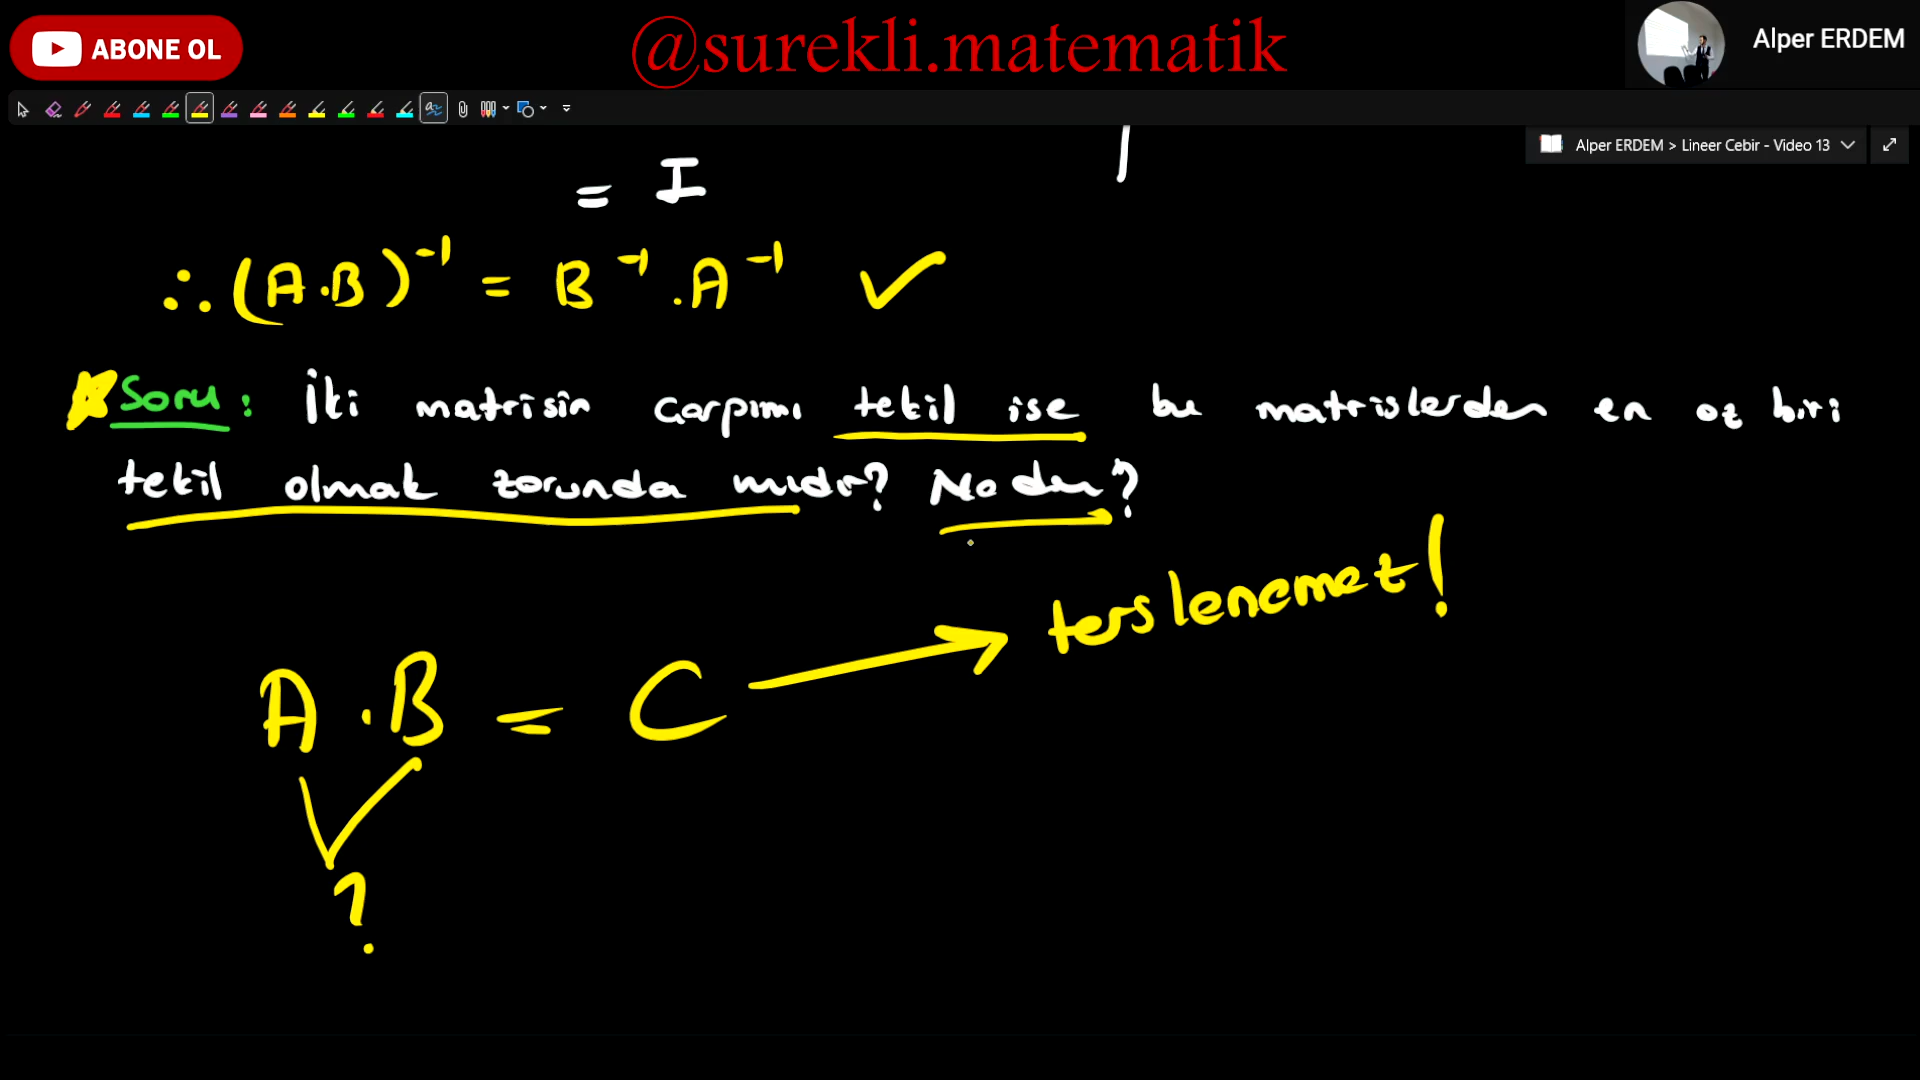 ABONE OL
@surekli.matematik
Alper ERDEM
Alper ERDEM > Lineer Cebir - Video 13
= I
∴ (A.B)⁻¹ = B⁻¹.A⁻¹ ✓
Soru: İki matrisin çarpımı tekil ise bu matrislerden en az biri
tekil olmak zorunda mıdır? Neden?
terslenemez!
A.B = C
?